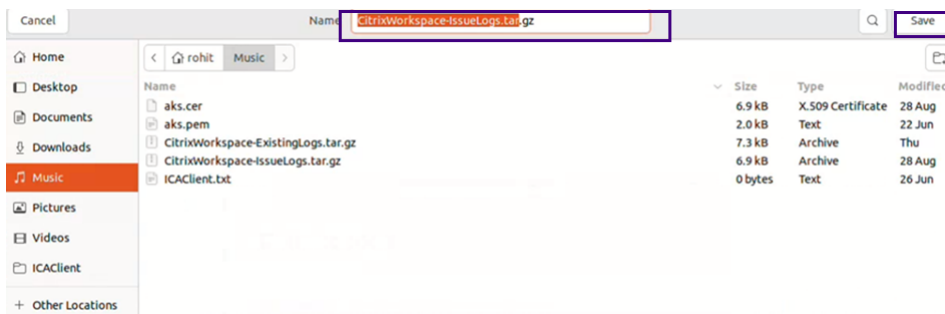 Cancel Name CitrixWorkspace-IssueLogs.tar.gz Save
Home
Desktop
Documents
Downloads
Music
Pictures
Videos
ICAClient
+ Other Locations
< rohit Music >
Name Size Type Modified
aks.cer 6.9 kB X.509 Certificate 28 Aug
aks.pem 2.0 kB Text 22 Jun
CitrixWorkspace-ExistingLogs.tar.gz 7.3 kB Archive Thu
CitrixWorkspace-IssueLogs.tar.gz 6.9 kB Archive 28 Aug
ICAClient.txt 0 bytes Text 26 Jun